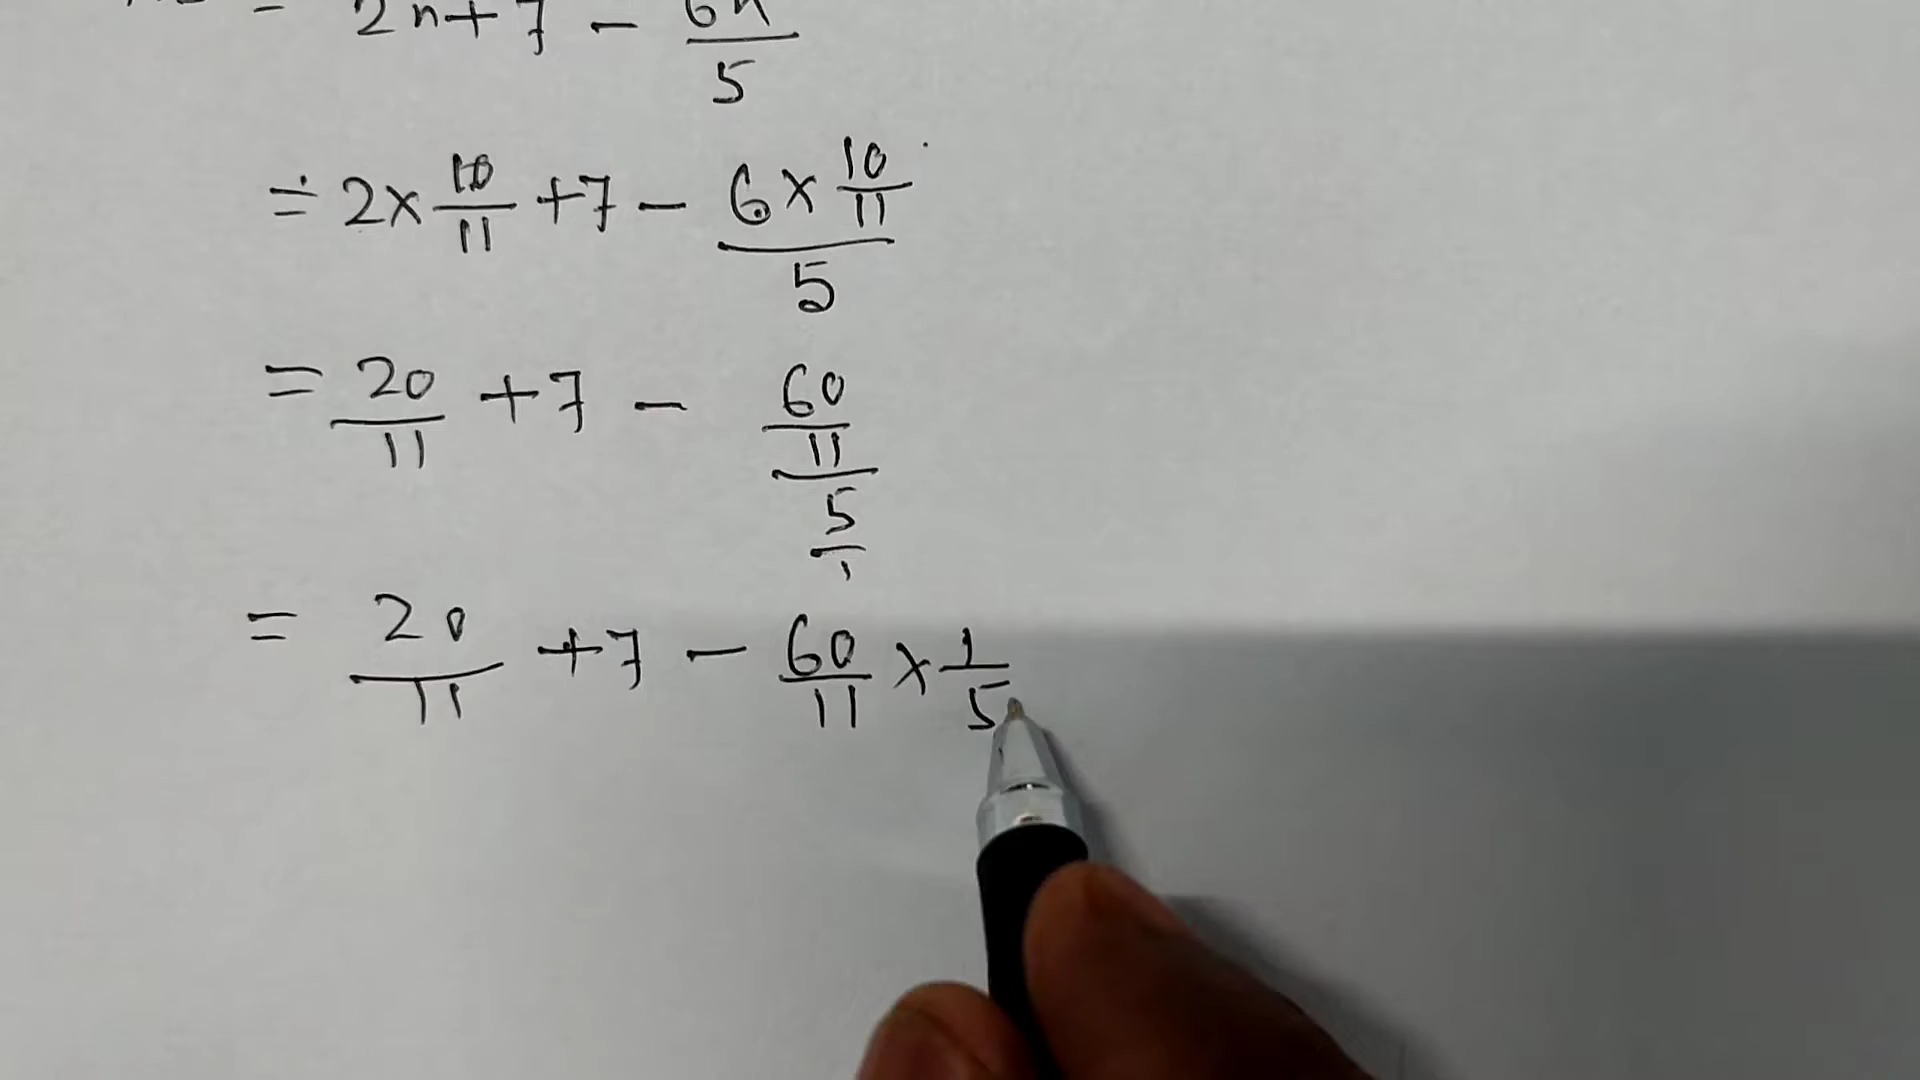 = 2n + 7 - 6n/5
= 2 × 10/11 + 7 - (6 × 10/11)/5
= 20/11 + 7 - (60/11)/(5/1)
= 20/11 + 7 - 60/11 × 1/5